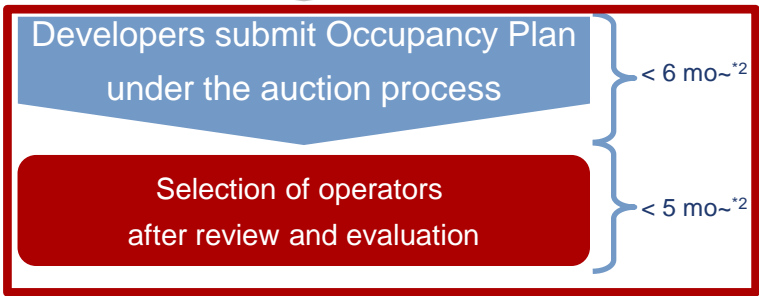 Developers submit Occupancy Plan
under the auction process
< 6 mo~*2
Selection of operators
after review and evaluation
< 5 mo~*2